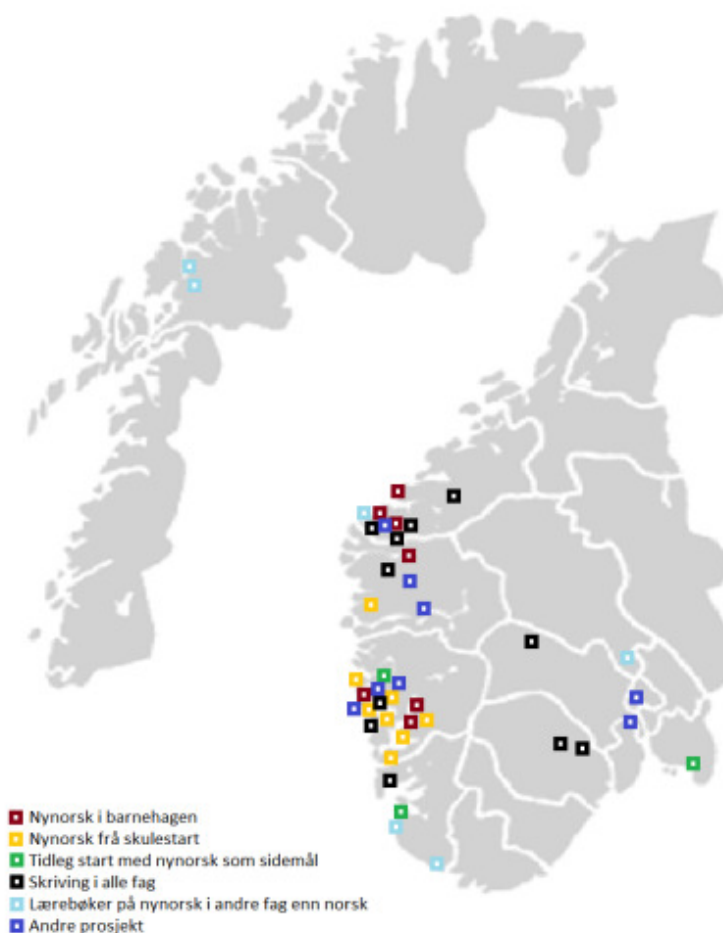 Nynorsk i barnehagen
Nynorsk frå skulestart
Tidleg start med nynorsk som sidemål
Skriving i alle fag
Lærebøker på nynorsk i andre fag enn norsk
Andre prosjekt